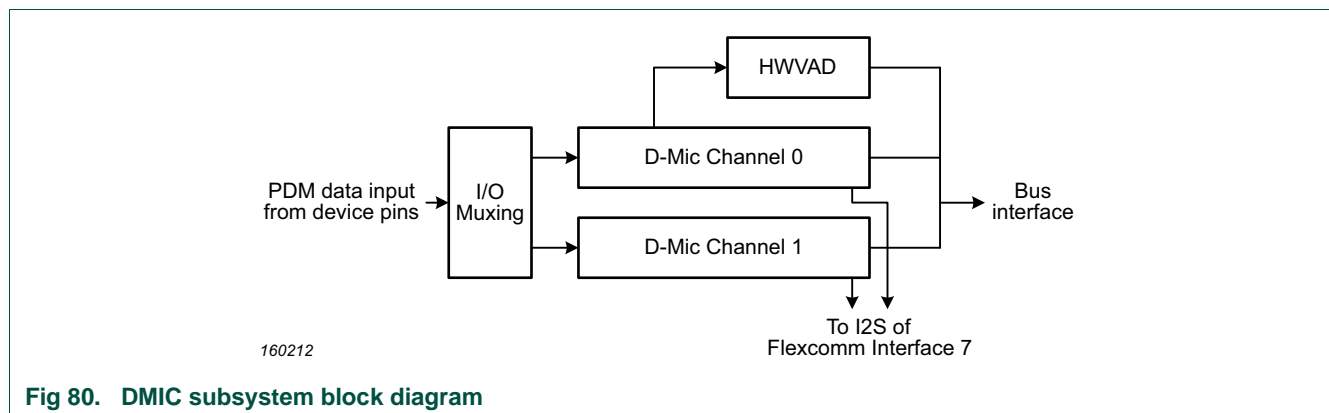 HWVAD
D-Mic Channel 0
PDM data input
from device pins
I/O
Muxing
Bus
interface
D-Mic Channel 1
To I2S of
Flexcomm Interface 7
160212
Fig 80. DMIC subsystem block diagram